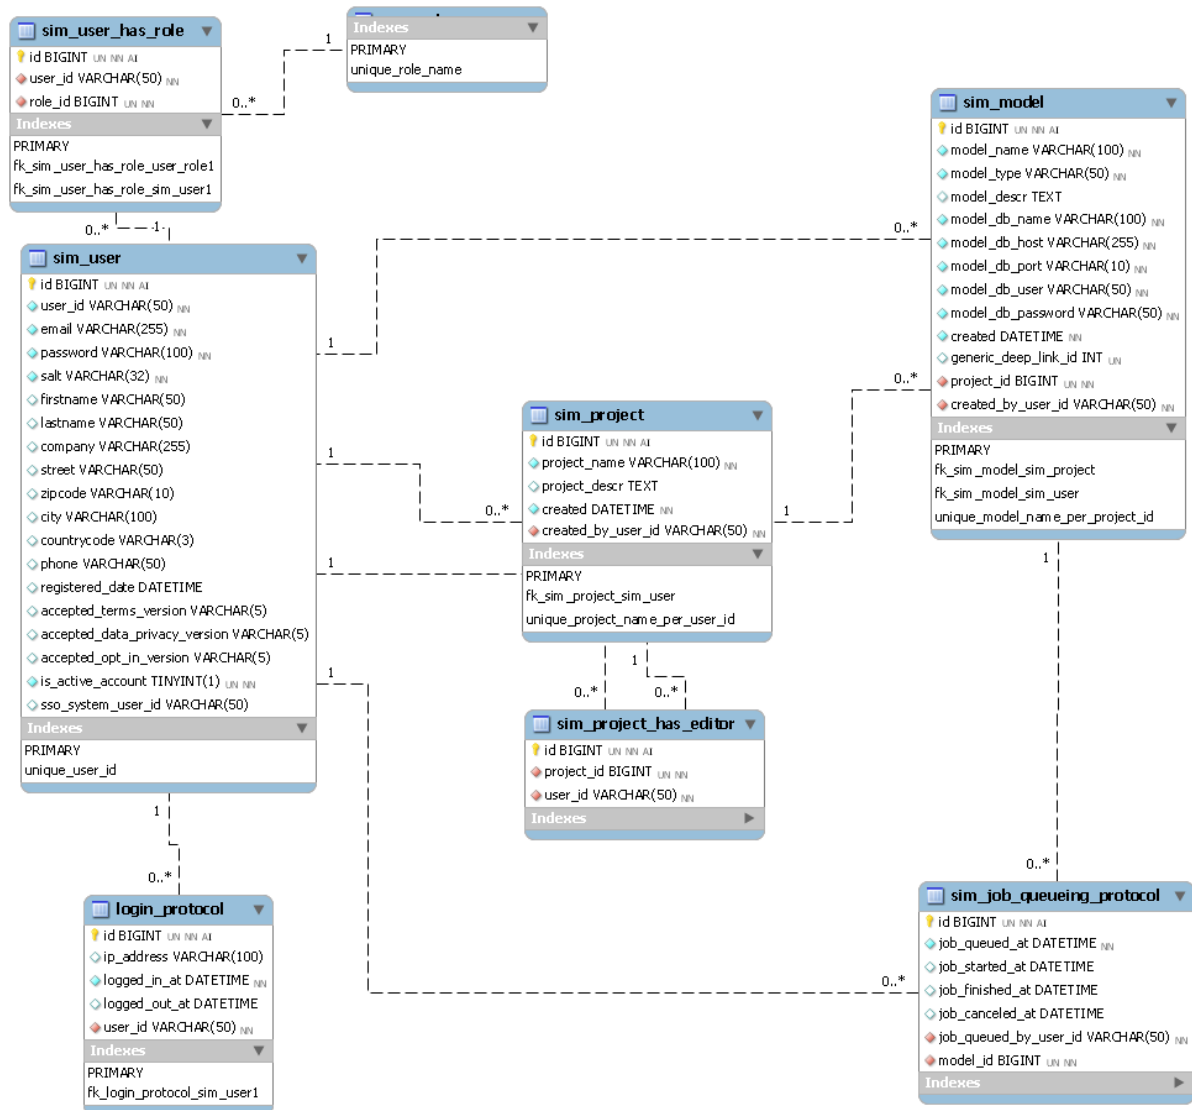 sim_user_has_role
id BIGINT UN NN AI
user_id VARCHAR(50) NN
role_id BIGINT UN NN
Indexes
PRIMARY
fk_sim_user_has_role_user_role1
fk_sim_user_has_role_sim_user1
1
0..*
Indexes
PRIMARY
unique_role_name
0..*
1
sim_user
id BIGINT UN NN AI
user_id VARCHAR(50) NN
email VARCHAR(255) NN
password VARCHAR(100) NN
salt VARCHAR(32) NN
firstname VARCHAR(50)
lastname VARCHAR(50)
company VARCHAR(255)
street VARCHAR(50)
zipcode VARCHAR(10)
city VARCHAR(100)
countrycode VARCHAR(3)
phone VARCHAR(50)
registered_date DATETIME
accepted_terms_version VARCHAR(5)
accepted_data_privacy_version VARCHAR(5)
accepted_opt_in_version VARCHAR(5)
is_active_account TINYINT(1) UN NN
sso_system_user_id VARCHAR(50)
Indexes
PRIMARY
unique_user_id
1
0..*
1
0..*
1
1
0..*
sim_project
id BIGINT UN NN AI
project_name VARCHAR(100) NN
project_descr TEXT
created DATETIME NN
created_by_user_id VARCHAR(50) NN
Indexes
PRIMARY
fk_sim_project_sim_user
unique_project_name_per_user_id
1
0..*
1
0..*
0..*
sim_project_has_editor
id BIGINT UN NN AI
project_id BIGINT UN NN
user_id VARCHAR(50) NN
Indexes
sim_model
id BIGINT UN NN AI
model_name VARCHAR(100) NN
model_type VARCHAR(50) NN
model_descr TEXT
model_db_name VARCHAR(100) NN
model_db_host VARCHAR(255) NN
model_db_port VARCHAR(10) NN
model_db_user VARCHAR(50) NN
model_db_password VARCHAR(50) NN
created DATETIME NN
generic_deep_link_id INT UN
project_id BIGINT UN NN
created_by_user_id VARCHAR(50) NN
Indexes
PRIMARY
fk_sim_model_sim_project
fk_sim_model_sim_user
unique_model_name_per_project_id
1
0..*
1
0..*
login_protocol
id BIGINT UN NN AI
ip_address VARCHAR(100)
logged_in_at DATETIME NN
logged_out_at DATETIME
user_id VARCHAR(50) NN
Indexes
PRIMARY
fk_login_protocol_sim_user1
sim_job_queueing_protocol
id BIGINT UN NN AI
job_queued_at DATETIME NN
job_started_at DATETIME
job_finished_at DATETIME
job_canceled_at DATETIME
job_queued_by_user_id VARCHAR(50) NN
model_id BIGINT UN NN
Indexes